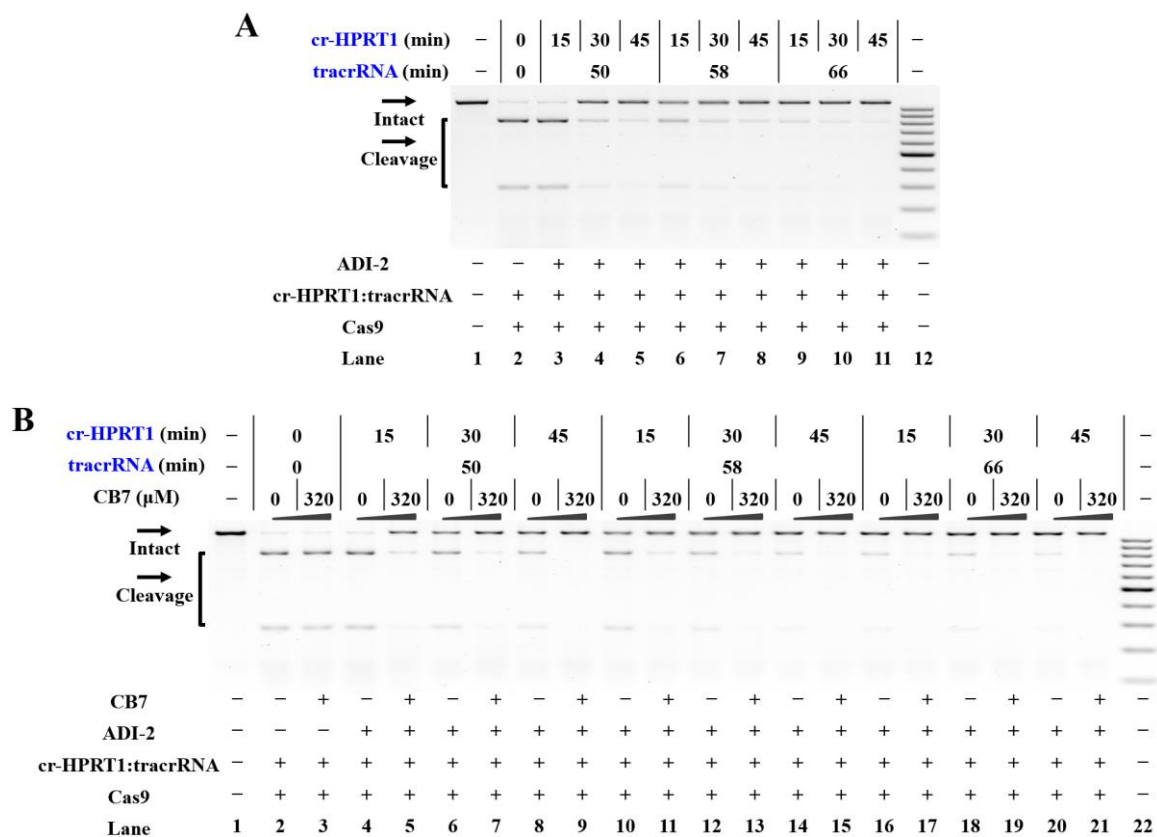 A
cr-HPRT1 (min) – 0 15 30 45 15 30 45 15 30 45 –
tracrRNA (min) – 0 50 58 66 –
Intact
Cleavage
ADI-2 – – + + + + + + + + + –
cr-HPRT1:tracrRNA – + + + + + + + + + + –
Cas9 – + + + + + + + + + + –
Lane 1 2 3 4 5 6 7 8 9 10 11 12
B
cr-HPRT1 (min) – 0 15 30 45 15 30 45 15 30 45 –
tracrRNA (min) – 0 50 58 66 –
CB7 (μM) – 0 320 0 320 0 320 0 320 0 320 0 320 0 320 0 320 0 320 0 320 –
Intact
Cleavage
CB7 – – + – + – + – + – + – + – + – + – + – + –
ADI-2 – – – + + + + + + + + + + + + + + + + + + –
cr-HPRT1:tracrRNA – + + + + + + + + + + + + + + + + + + + + –
Cas9 – + + + + + + + + + + + + + + + + + + + + –
Lane 1 2 3 4 5 6 7 8 9 10 11 12 13 14 15 16 17 18 19 20 21 22